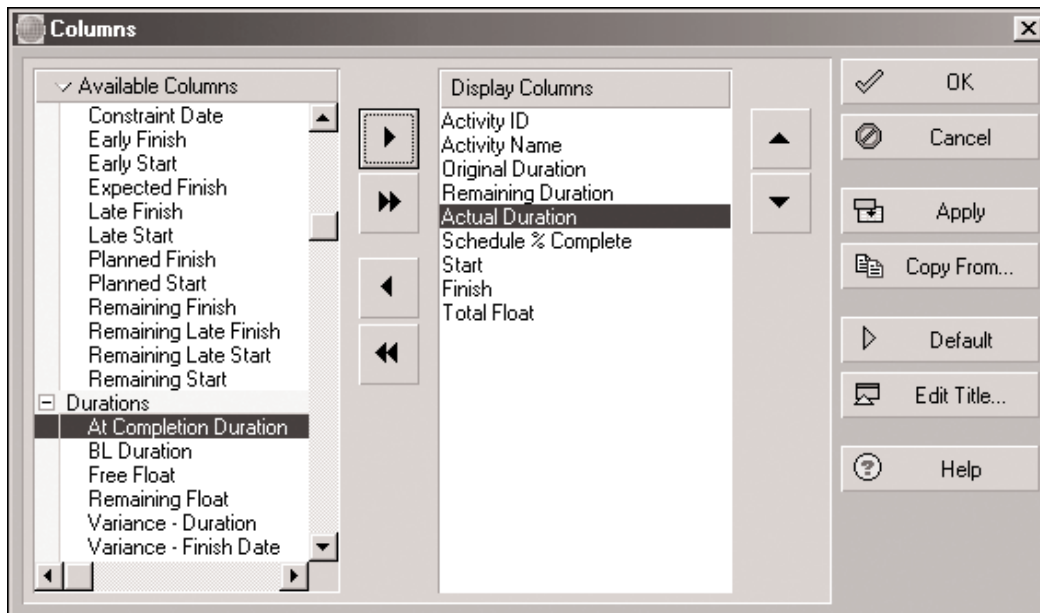 Columns
Available Columns
Constraint Date
Early Finish
Early Start
Expected Finish
Late Finish
Late Start
Planned Finish
Planned Start
Remaining Finish
Remaining Late Finish
Remaining Late Start
Remaining Start
Durations
At Completion Duration
BL Duration
Free Float
Remaining Float
Variance - Duration
Variance - Finish Date
Display Columns
Activity ID
Activity Name
Original Duration
Remaining Duration
Actual Duration
Schedule % Complete
Start
Finish
Total Float
OK
Cancel
Apply
Copy From...
Default
Edit Title...
Help